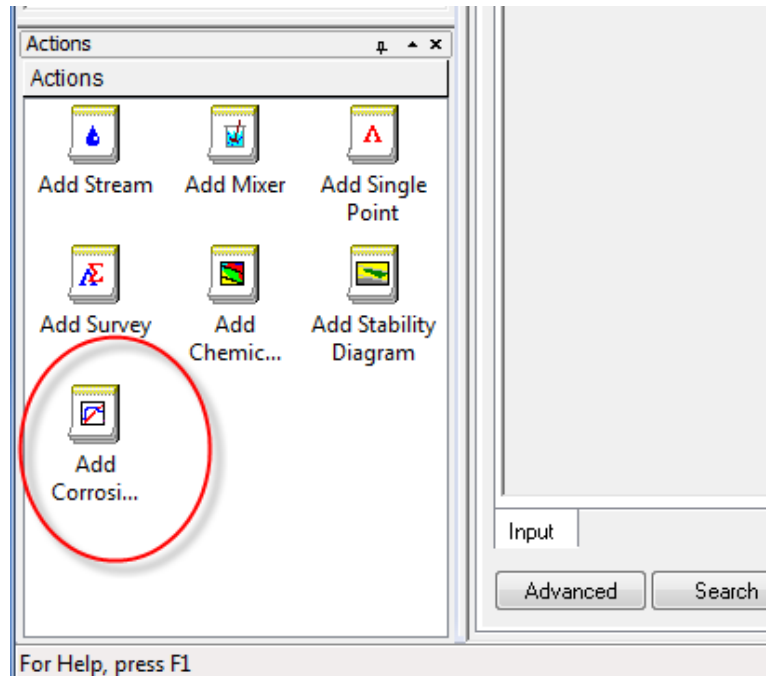 Actions
Actions
Add Stream
Add Mixer
Add Single
Point
Add Survey
Add
Chemic...
Add Stability
Diagram
Add
Corrosi...
Input
Advanced
Search
For Help, press F1